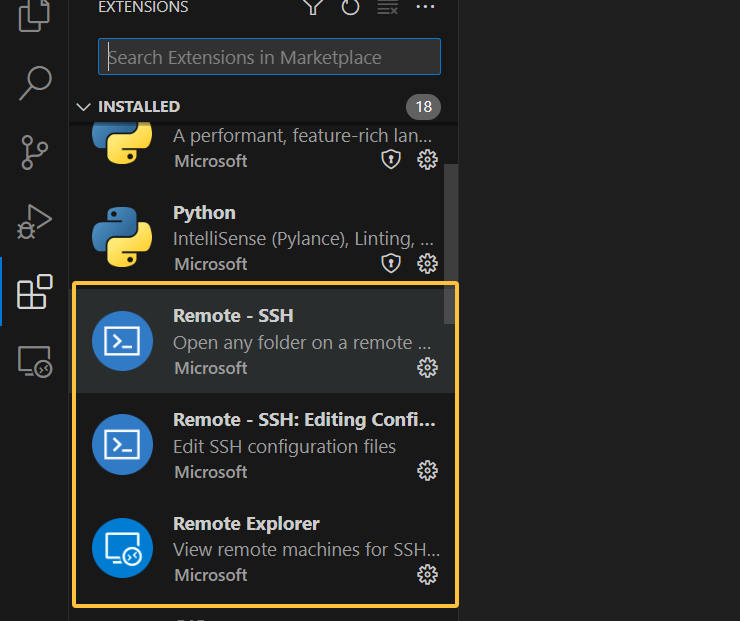 EXTENSIONS
Search Extensions in Marketplace
INSTALLED 18
A performant, feature-rich lan...
Microsoft
Python
IntelliSense (Pylance), Linting, ...
Microsoft
Remote - SSH
Open any folder on a remote ...
Microsoft
Remote - SSH: Editing Confi...
Edit SSH configuration files
Microsoft
Remote Explorer
View remote machines for SSH...
Microsoft